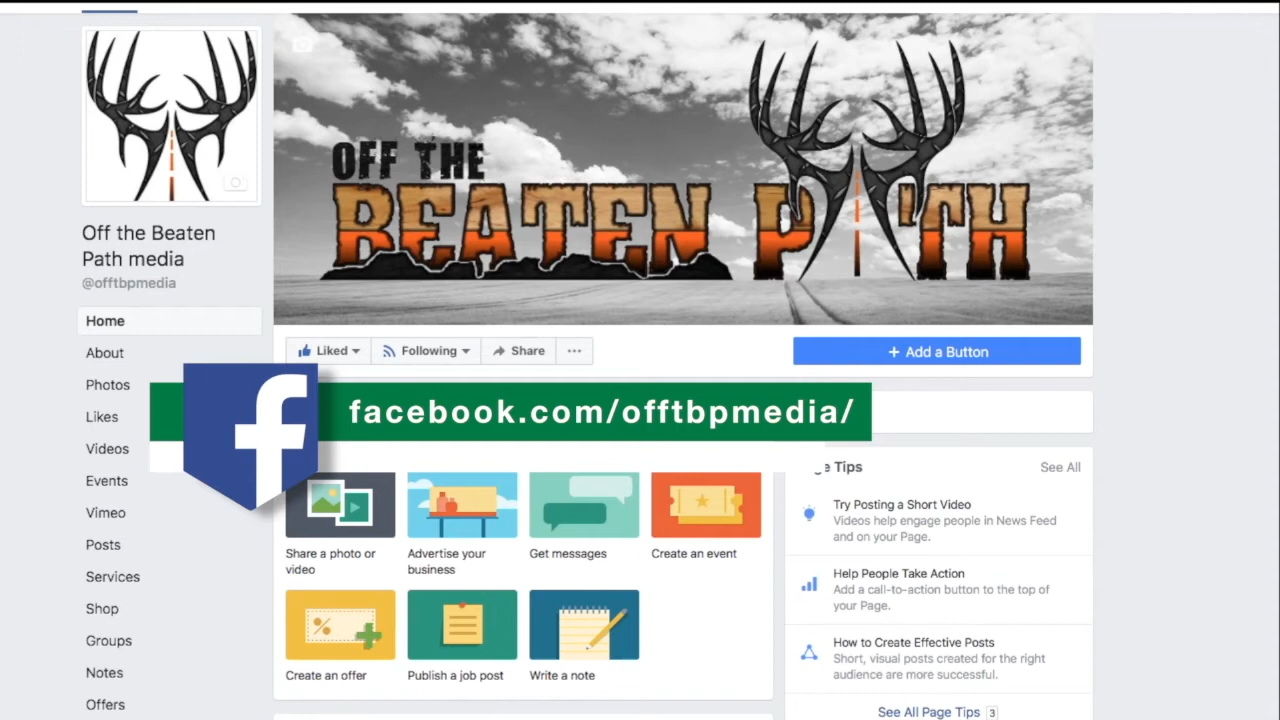 OFF THE
BEATEN PATH
Off the Beaten
Path media
@offtbpmedia
Home
About
Photos
Likes
Videos
Events
Vimeo
Posts
Services
Shop
Groups
Notes
Offers
Liked
Following
Share
+ Add a Button
facebook.com/offtbpmedia/
Share a photo or
video
Advertise your
business
Get messages
Create an event
Create an offer
Publish a job post
Write a note
Tips
See All
Try Posting a Short Video
Videos help engage people in News Feed
and on your Page.
Help People Take Action
Add a call-to-action button to the top of
your Page.
How to Create Effective Posts
Short, visual posts created for the right
audience are more successful.
See All Page Tips 3